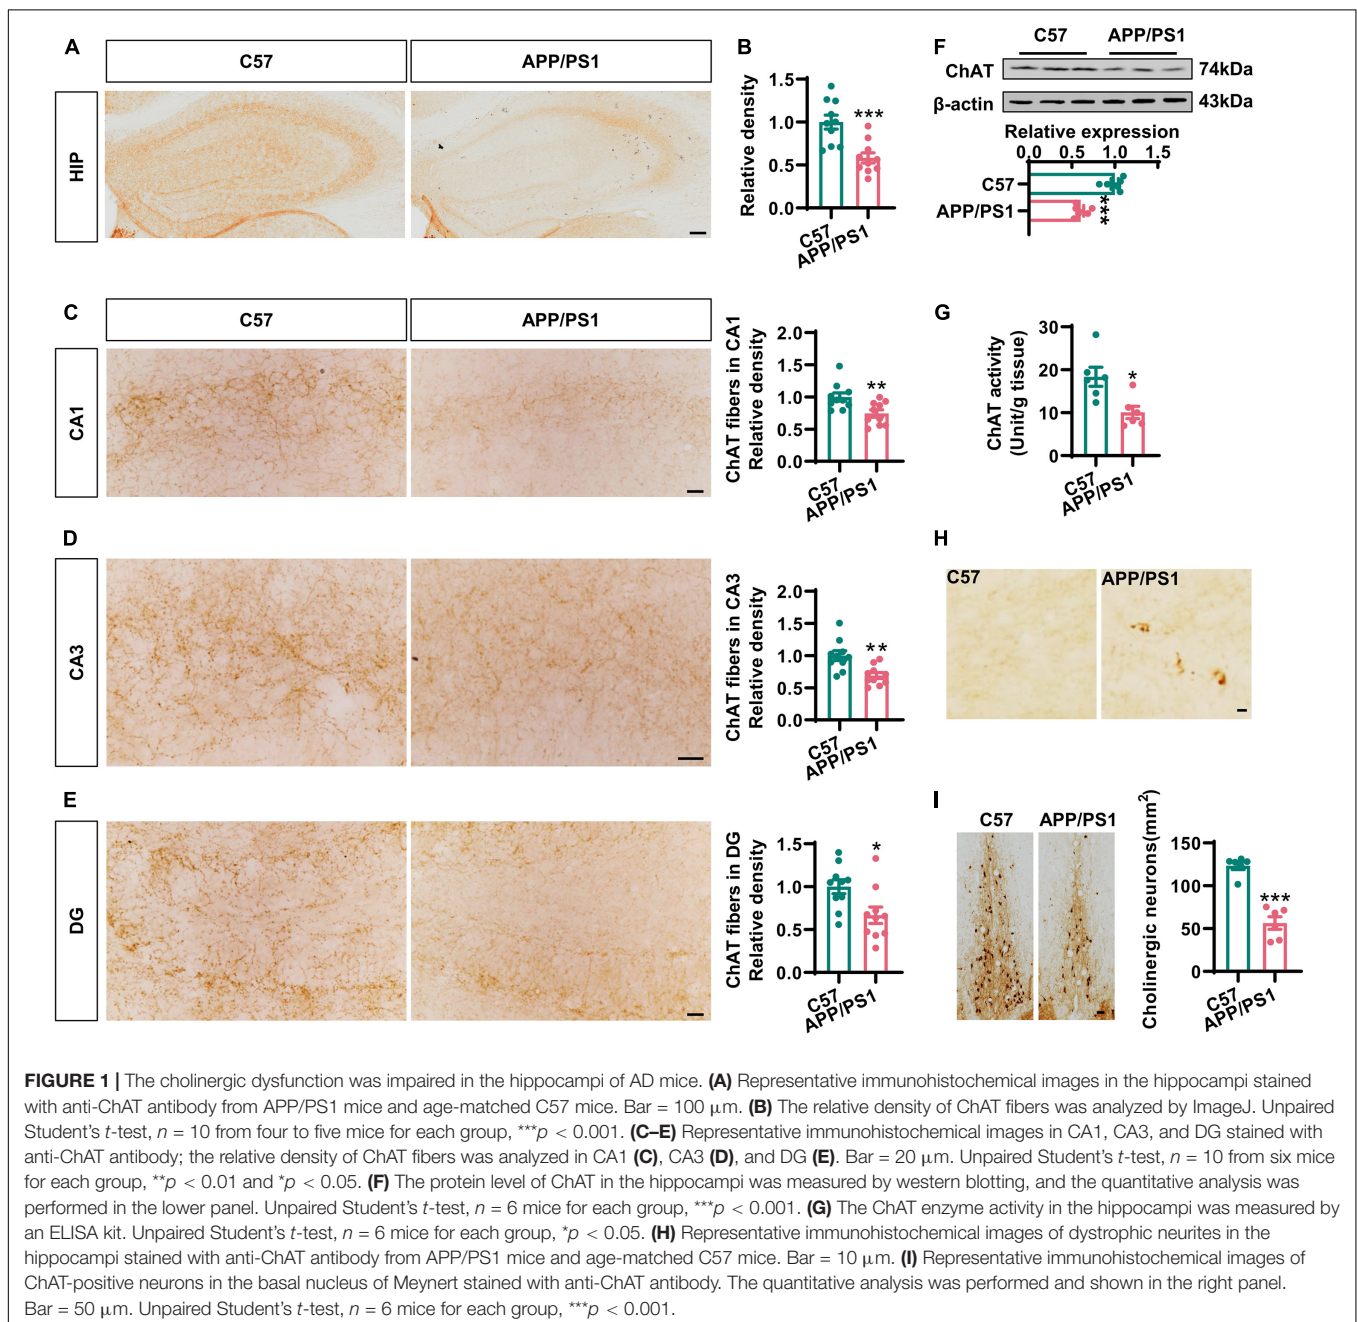 A
C57
APP/PS1
HIP
B
Relative density
1.5
1.0
0.5
0.0
***
C57
APP/PS1
C
C57
APP/PS1
CA1
ChAT fibers in CA1
Relative density
2.0
1.5
1.0
0.5
0.0
**
C57
APP/PS1
D
CA3
ChAT fibers in CA3
Relative density
2.0
1.5
1.0
0.5
0.0
**
C57
APP/PS1
E
DG
ChAT fibers in DG
Relative density
1.5
1.0
0.5
0.0
*
C57
APP/PS1
F
C57 APP/PS1
ChAT 74kDa
β-actin 43kDa
Relative expression
0.0 0.5 1.0 1.5
C57
APP/PS1
***
G
ChAT activity
(Unit/g tissue)
30
20
10
0
*
C57
APP/PS1
H
C57
APP/PS1
I
C57 APP/PS1
Cholinergic neurons(mm²)
150
100
50
0
***
C57
APP/PS1
FIGURE 1 | The cholinergic dysfunction was impaired in the hippocampi of AD mice. (A) Representative immunohistochemical images in the hippocampi stained
with anti-ChAT antibody from APP/PS1 mice and age-matched C57 mice. Bar = 100 μm. (B) The relative density of ChAT fibers was analyzed by ImageJ. Unpaired
Student's t-test, n = 10 from four to five mice for each group, ***p < 0.001. (C–E) Representative immunohistochemical images in CA1, CA3, and DG stained with
anti-ChAT antibody; the relative density of ChAT fibers was analyzed in CA1 (C), CA3 (D), and DG (E). Bar = 20 μm. Unpaired Student's t-test, n = 10 from six mice
for each group, **p < 0.01 and *p < 0.05. (F) The protein level of ChAT in the hippocampus was measured by western blotting, and the quantitative analysis was
performed in the lower panel. Unpaired Student's t-test, n = 6 mice for each group, ***p < 0.001. (G) The ChAT enzyme activity in the hippocampus was measured by
an ELISA kit. Unpaired Student's t-test, n = 6 mice for each group, *p < 0.05. (H) Representative immunohistochemical images of dystrophic neurites in the
hippocampi stained with anti-ChAT antibody from APP/PS1 mice and age-matched C57 mice. Bar = 10 μm. (I) Representative immunohistochemical images of
ChAT-positive neurons in the basal nucleus of Meynert stained with anti-ChAT antibody. The quantitative analysis was performed and shown in the right panel.
Bar = 50 μm. Unpaired Student's t-test, n = 6 mice for each group, ***p < 0.001.